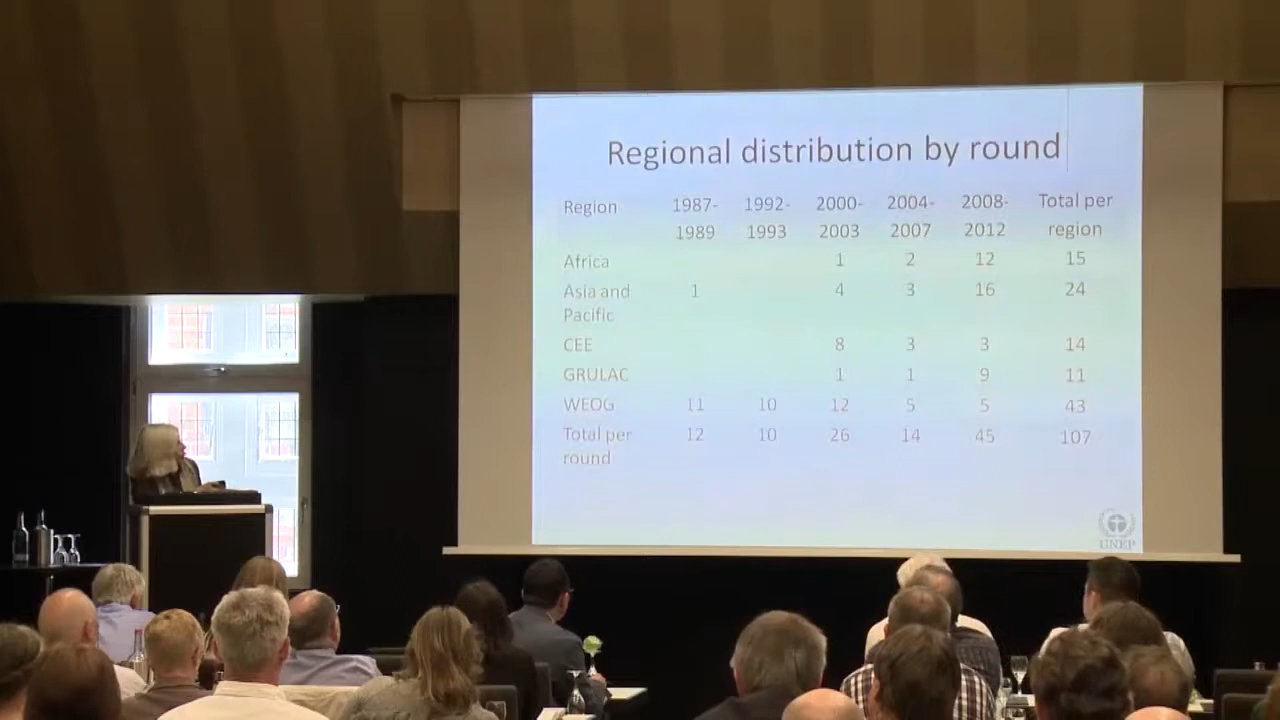 Regional distribution by round
Region 1987-1989 1992-1993 2000-2003 2004-2007 2008-2012 Total per region
Africa 1 2 12 15
Asia and Pacific 1 4 3 16 24
CEE 8 3 3 14
GRULAC 1 1 9 11
WEOG 11 10 12 5 5 43
Total per round 12 10 26 14 45 107
UNEP